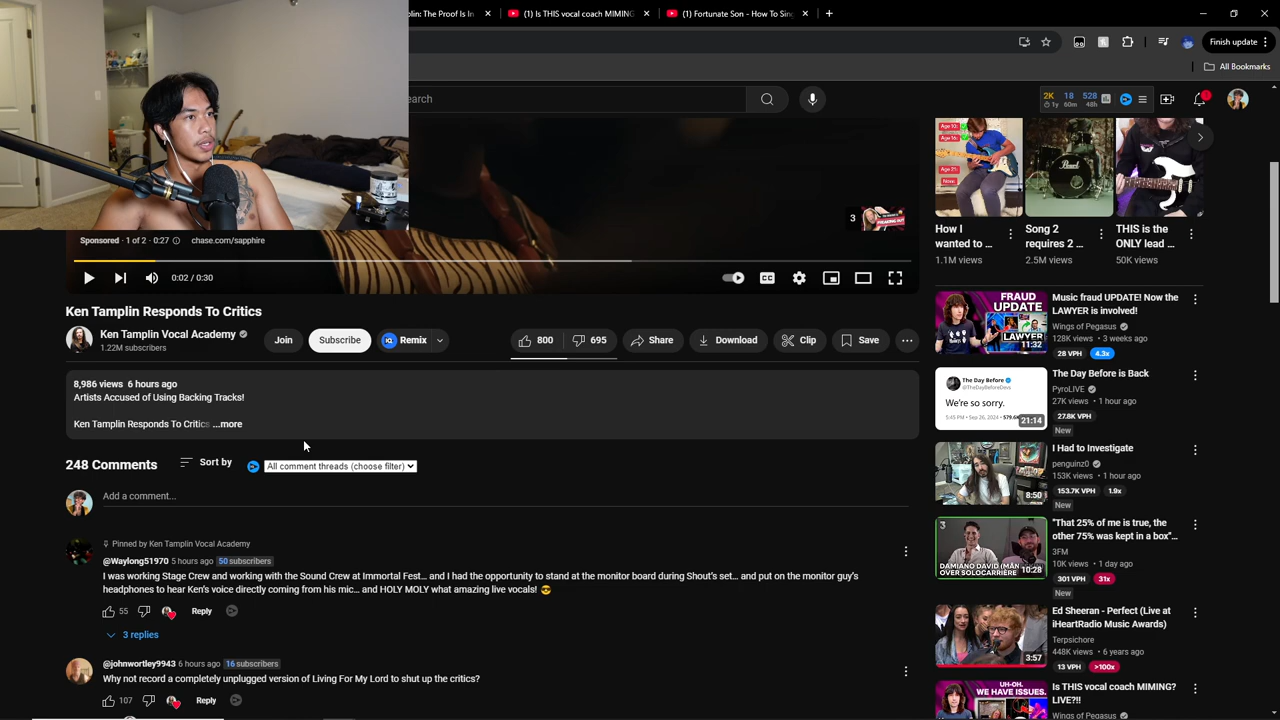 plin: The Proof Is In
(1) Is THIS vocal coach MIMING
(1) Fortunate Son - How To Sing
Finish update
All Bookmarks
earch
2K 18 528
1y 60m 48h
3
Sponsored · 1 of 2 · 0:27
chase.com/sapphire
0:02 / 0:30
Ken Tamplin Responds To Critics
Ken Tamplin Vocal Academy
1.22M subscribers
Join
Subscribe
Remix
800
695
Share
Download
Clip
Save
8,986 views 6 hours ago
Artists Accused of Using Backing Tracks!
Ken Tamplin Responds To Critics ...more
248 Comments
Sort by
All comment threads (choose filter)
Add a comment...
Pinned by Ken Tamplin Vocal Academy
@Waylong51970 5 hours ago 50 subscribers
I was working Stage Crew and working with the Sound Crew at Immortal Fest... and I had the opportunity to stand at the monitor board during Shout's set... and put on the monitor guy's
headphones to hear Ken's voice directly coming from his mic... and HOLY MOLY what amazing live vocals! 😎
55
Reply
3 replies
@johnwortley9943 6 hours ago 16 subscribers
Why not record a completely unplugged version of Living For My Lord to shut up the critics?
107
Reply
How I
wanted to ...
1.1M views
Song 2
requires 2 ...
2.5M views
THIS is the
ONLY lead ...
50K views
FRAUD
UPDATE
LAWYER
11:32
Music fraud UPDATE! Now the
LAWYER is involved!
Wings of Pegasus
128K views · 3 weeks ago
28 VPH 4.3x
The Day Before
@TheDayBeforeDevs
We're so sorry.
21:14
The Day Before is Back
PyroLIVE
27K views · 1 hour ago
27.8K VPH
New
8:50
I Had to Investigate
penguinz0
153K views · 1 hour ago
153.7K VPH 1.9x
New
3
DAMIANO DAVID (MÅN
OVER SOLOCARRIÈRE
10:28
"That 25% of me is true, the
other 75% was kept in a box"...
3FM
10K views · 1 day ago
301 VPH 31x
New
3:57
Ed Sheeran - Perfect (Live at
iHeartRadio Music Awards)
Terpsichore
448K views · 6 years ago
13 VPH >100x
UH-OH.
WE HAVE ISSUES.
Is THIS vocal coach MIMING?
LIVE?!!
Wings of Pegasus